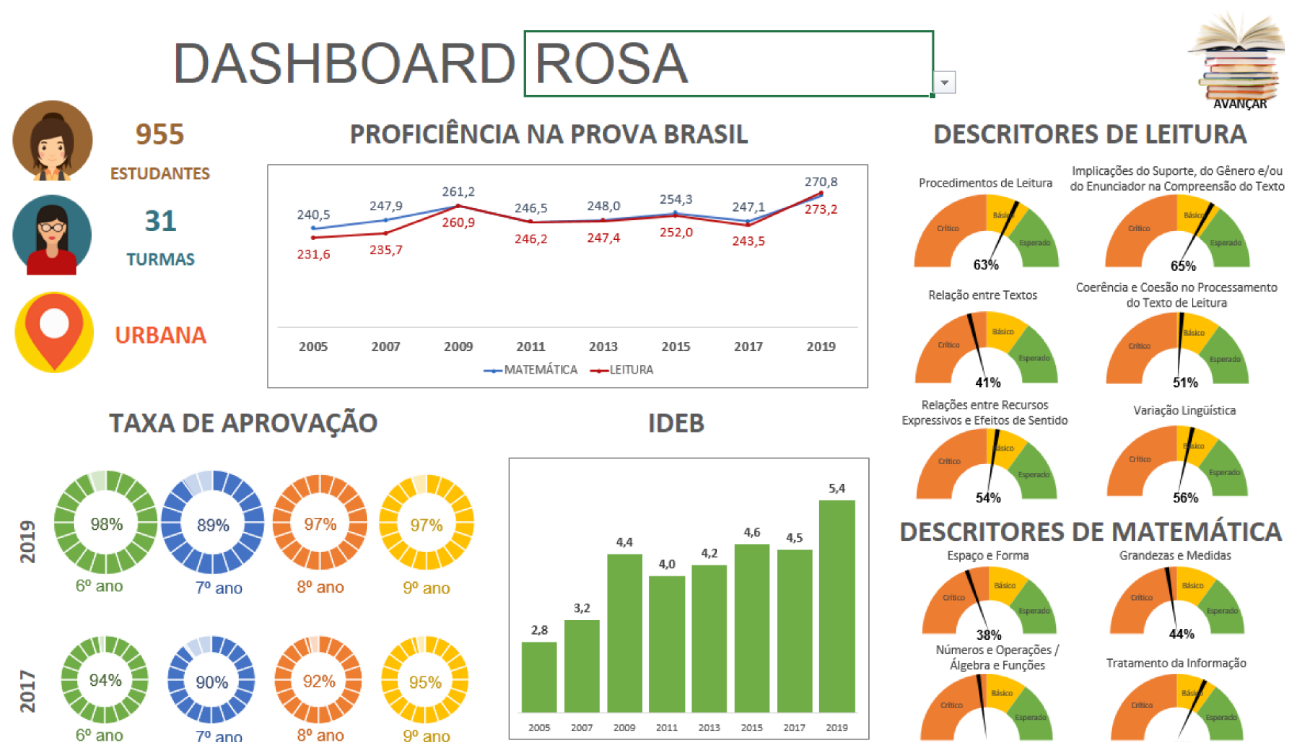 DASHBOARD ROSA
AVANÇAR
955
ESTUDANTES
31
TURMAS
URBANA
PROFICIÊNCIA NA PROVA BRASIL
240,5 247,9 261,2 246,5 248,0 254,3 247,1 270,8
231,6 235,7 260,9 246,2 247,4 252,0 243,5 273,2
2005 2007 2009 2011 2013 2015 2017 2019
MATEMÁTICA LEITURA
TAXA DE APROVAÇÃO
2019
98% 89% 97% 97%
6º ano 7º ano 8º ano 9º ano
2017
94% 90% 92% 95%
6º ano 7º ano 8º ano 9º ano
IDEB
2,8 3,2 4,4 4,0 4,2 4,6 4,5 5,4
2005 2007 2009 2011 2013 2015 2017 2019
DESCRITORES DE LEITURA
Procedimentos de Leitura
Crítico Básico Esperado
63%
Implicações do Suporte, do Gênero e/ou
do Enunciador na Compreensão do Texto
Crítico Básico Esperado
65%
Relação entre Textos
Crítico Básico Esperado
41%
Coerência e Coesão no Processamento
do Texto de Leitura
Crítico Básico Esperado
51%
Relações entre Recursos
Expressivos e Efeitos de Sentido
Crítico Básico Esperado
54%
Variação Lingüística
Crítico Básico Esperado
56%
DESCRITORES DE MATEMÁTICA
Espaço e Forma
Crítico Básico Esperado
38%
Grandezas e Medidas
Crítico Básico Esperado
44%
Números e Operações /
Álgebra e Funções
Crítico Básico Esperado
Tratamento da Informação
Crítico Básico Esperado